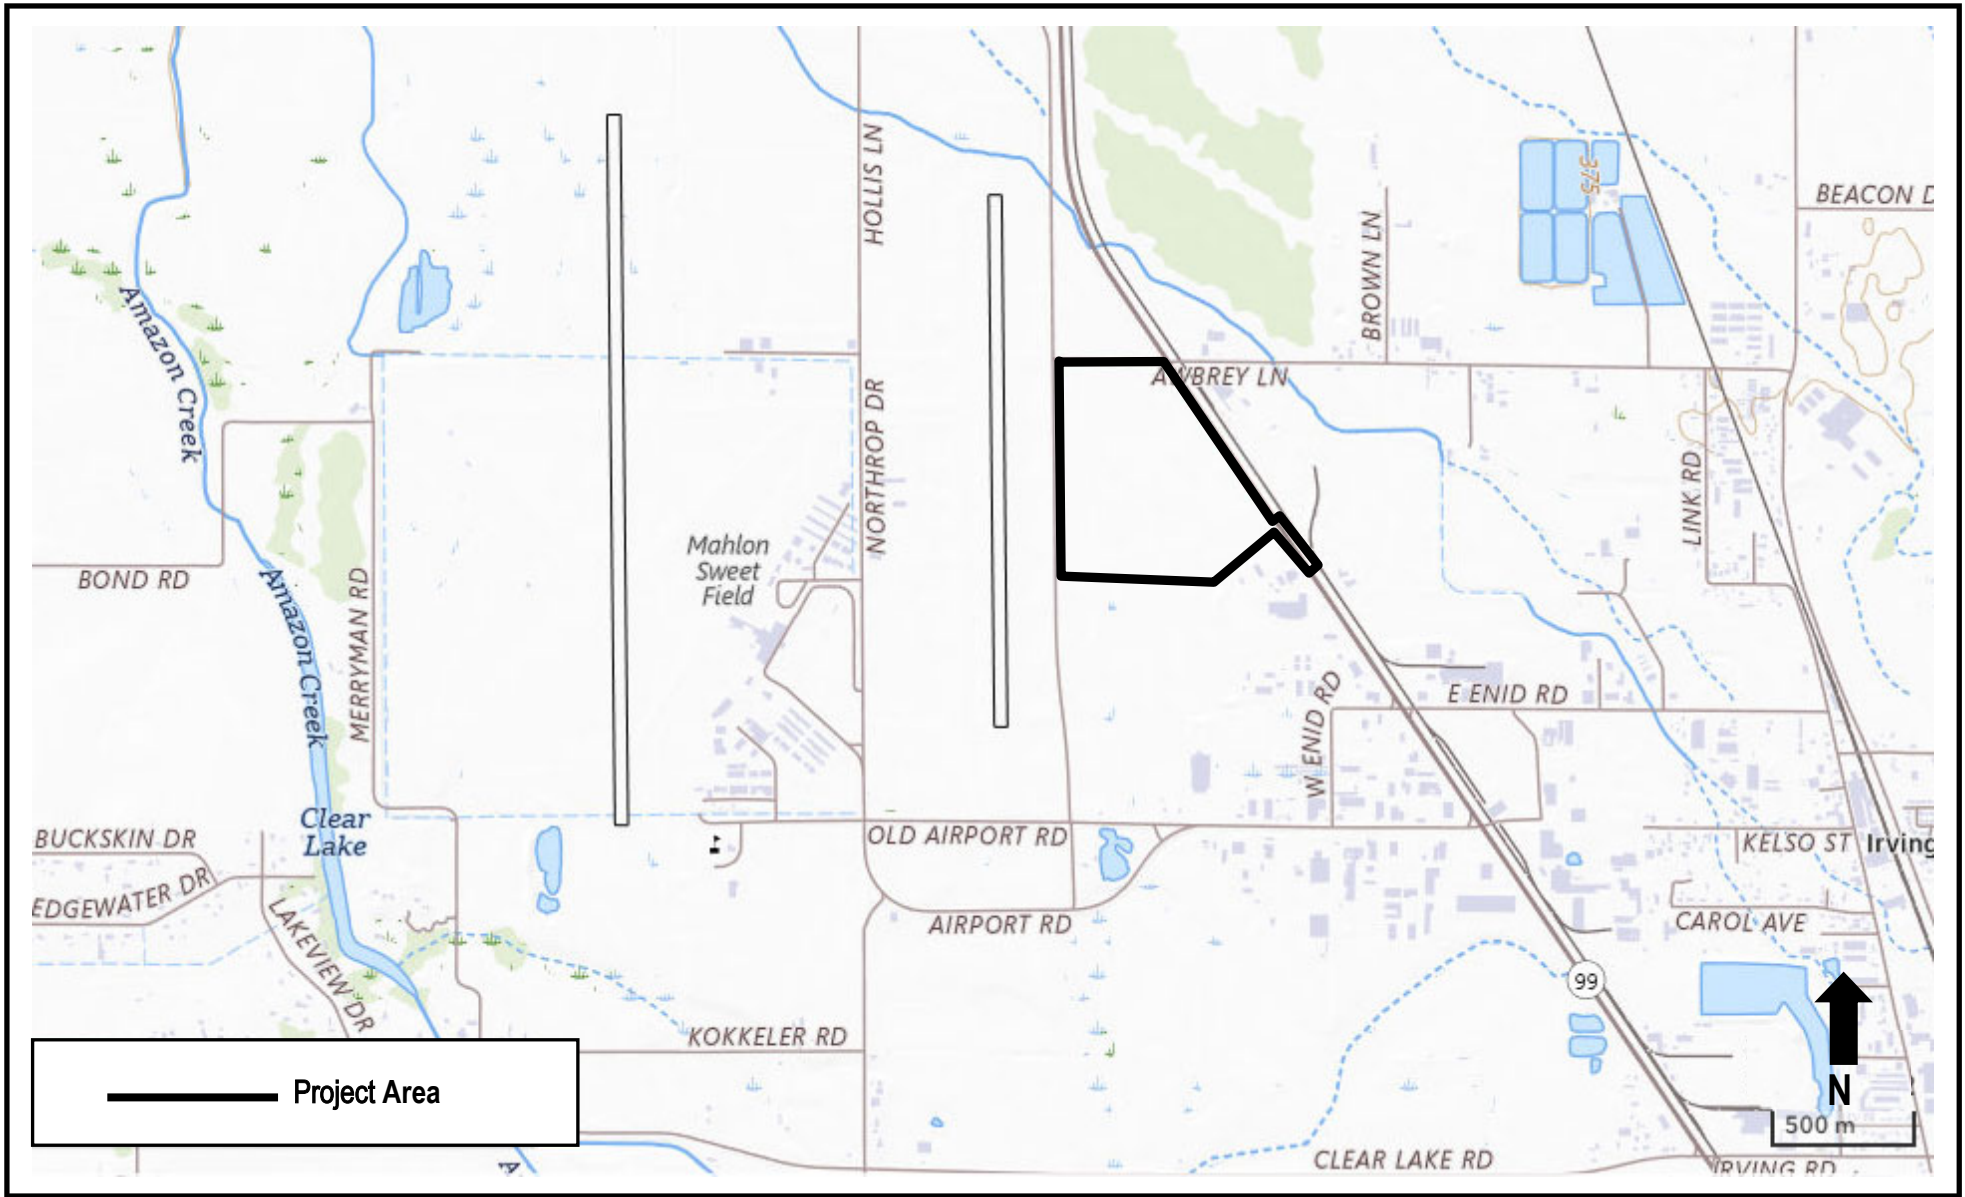 HOLLIS LN
375
BEACON D
BROWN LN
Amazon Creek
AWBREY LN
NORTHROP DR
LINK RD
Mahlon
Sweet
Field
BOND RD
MERRYMAN RD
Amazon Creek
W ENID RD
E ENID RD
Clear
Lake
BUCKSKIN DR
OLD AIRPORT RD
KELSO ST
Irving
EDGEWATER DR
LAKEVIEW DR
AIRPORT RD
CAROL AVE
99
KOKKELER RD
Project Area
N
500 m
CLEAR LAKE RD
IRVING RD
A